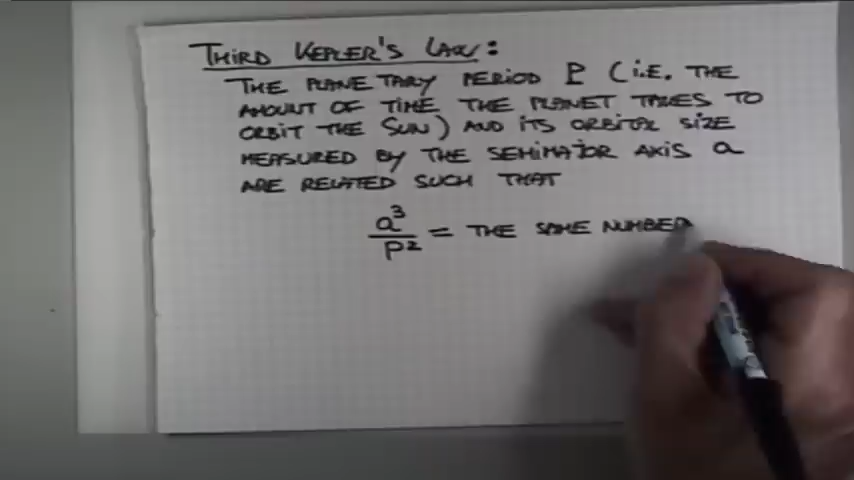 THIRD KEPLER'S LAW:
THE PLANETARY PERIOD P (i.E. THE
AMOUNT OF TIME THE PLANET TAKES TO
ORBIT THE SUN) AND ITS ORBITAL SIZE
MEASURED BY THE SEMIMAJOR AXIS a
ARE RELATED SUCH THAT
a³/P² = THE SAME NUMBER